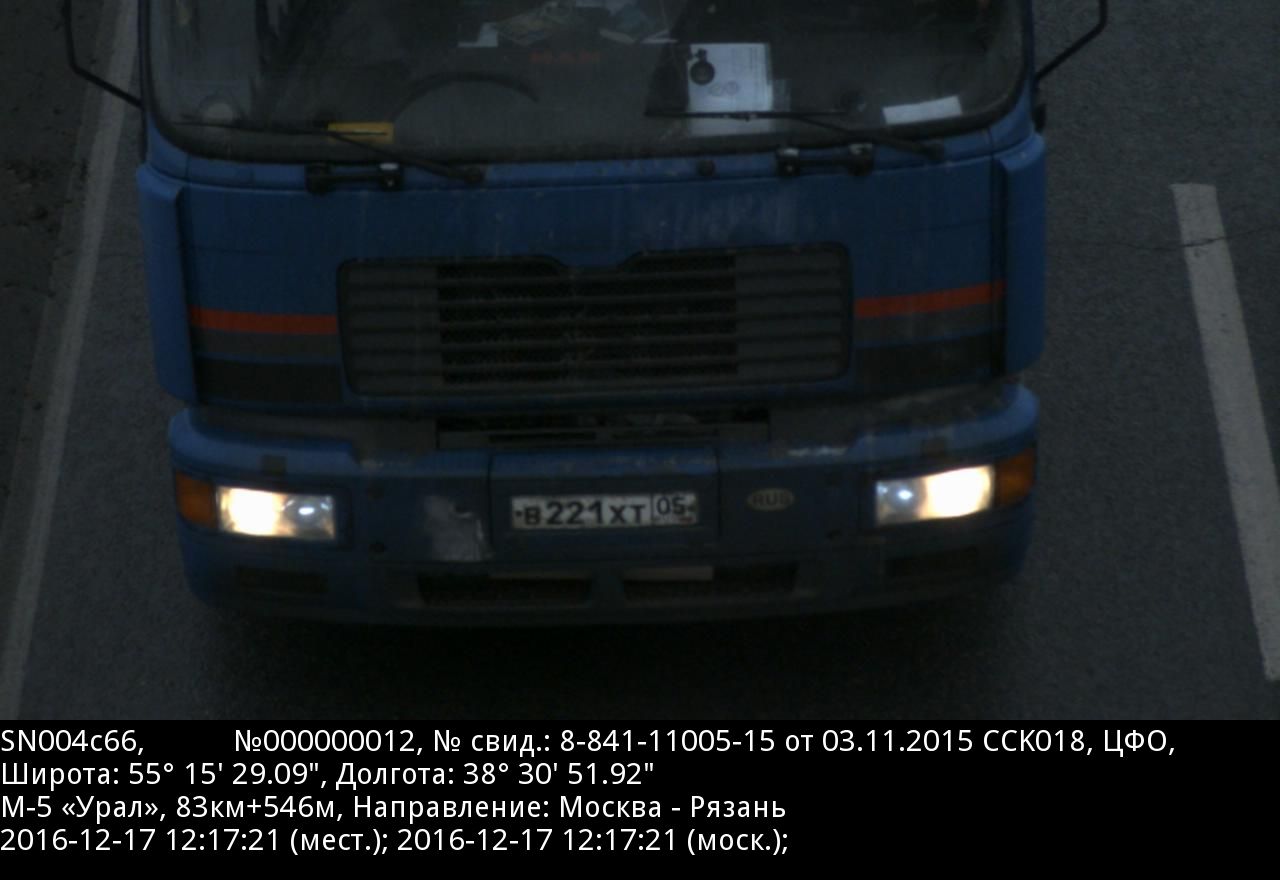 В221ХТ 05
RUS
SN004c66, №000000012, № свид.: 8-841-11005-15 от 03.11.2015 ССК018, ЦФО,
Широта: 55° 15' 29.09", Долгота: 38° 30' 51.92"
М-5 «Урал», 83км+546м, Направление: Москва - Рязань
2016-12-17 12:17:21 (мест.); 2016-12-17 12:17:21 (моск.);